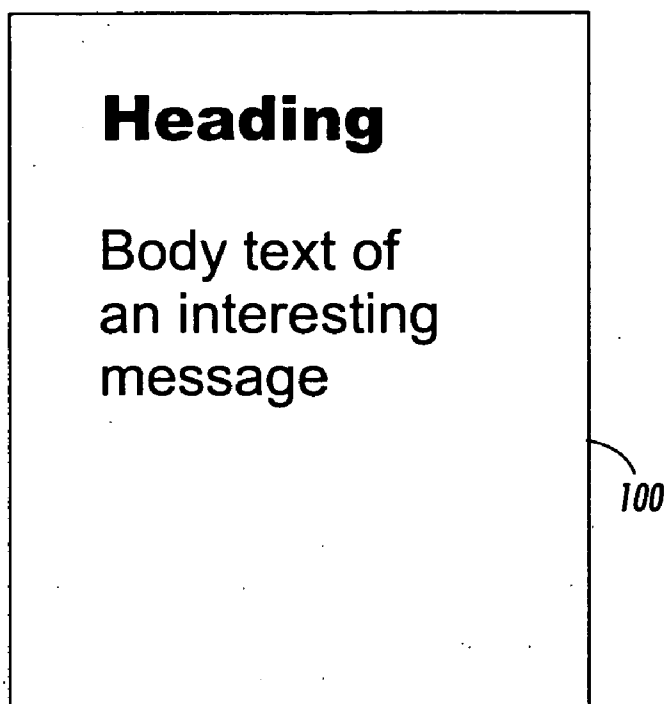 Heading
Body text of
an interesting
message
100